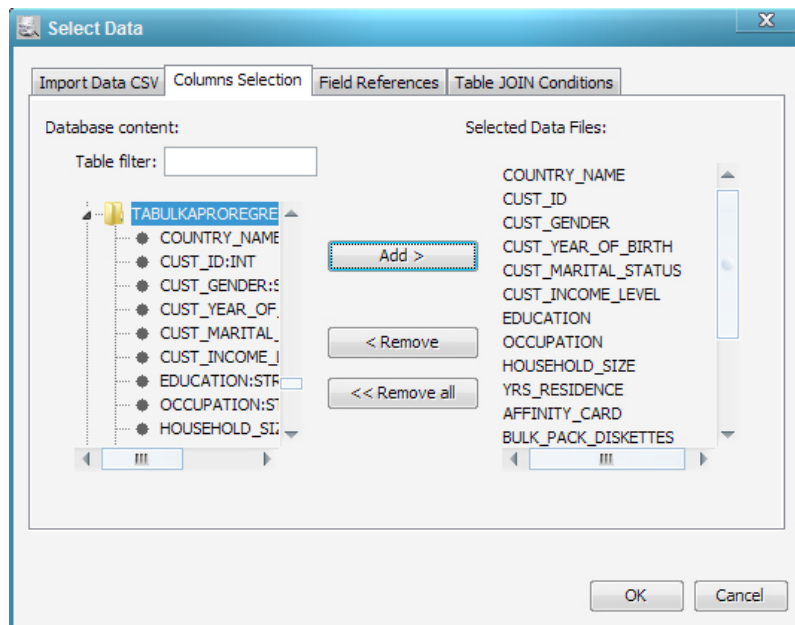 Select Data
Import Data CSV
Columns Selection
Field References
Table JOIN Conditions
Database content:
Table filter:
TABULKAPROREGRE
COUNTRY_NAME
CUST_ID:INT
CUST_GENDER:S
CUST_YEAR_OF_
CUST_MARITAL_
CUST_INCOME_L
EDUCATION:STR
OCCUPATION:ST
HOUSEHOLD_SIZ
Add >
< Remove
<< Remove all
Selected Data Files:
COUNTRY_NAME
CUST_ID
CUST_GENDER
CUST_YEAR_OF_BIRTH
CUST_MARITAL_STATUS
CUST_INCOME_LEVEL
EDUCATION
OCCUPATION
HOUSEHOLD_SIZE
YRS_RESIDENCE
AFFINITY_CARD
BULK_PACK_DISKETTES
OK
Cancel